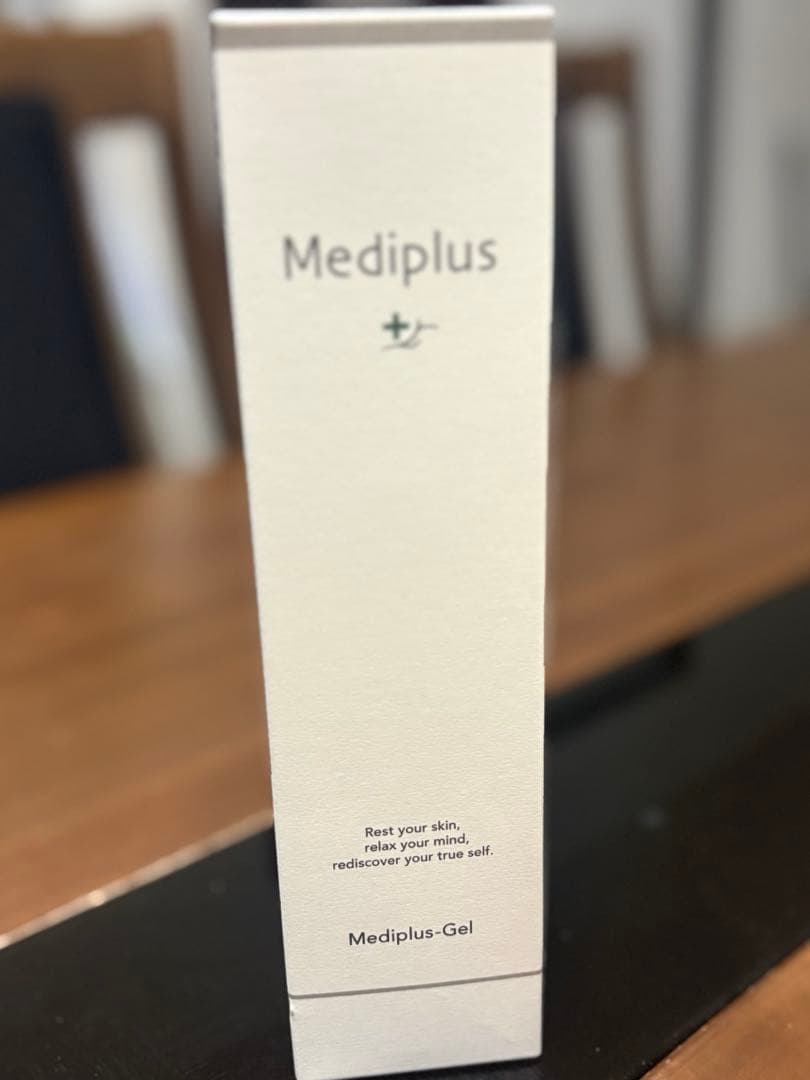 Mediplus
Rest your skin,
relax your mind,
rediscover your true self.
Mediplus-Gel